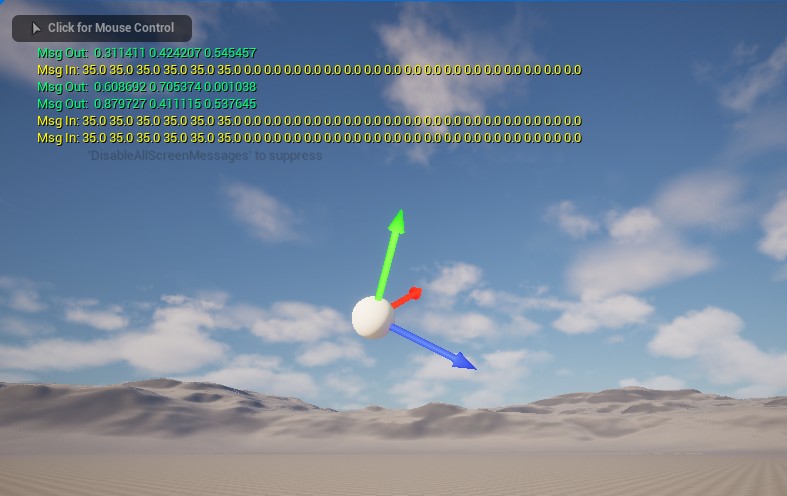 Click for Mouse Control
Msg Out: 0.311411 0.424207 0.545457
Msg In: 35.0 35.0 35.0 35.0 35.0 35.0 0.0 0.0 0.0 0.0 0.0 0.0 0.0 0.0 0.0 0.0 0.0 0.0 0.0 0.0 0.0 0.0 0.0
Msg Out: 0.608692 0.705374 0.001038
Msg Out: 0.879727 0.411115 0.537645
Msg In: 35.0 35.0 35.0 35.0 35.0 35.0 0.0 0.0 0.0 0.0 0.0 0.0 0.0 0.0 0.0 0.0 0.0 0.0 0.0 0.0 0.0 0.0 0.0
Msg In: 35.0 35.0 35.0 35.0 35.0 35.0 0.0 0.0 0.0 0.0 0.0 0.0 0.0 0.0 0.0 0.0 0.0 0.0 0.0 0.0 0.0 0.0 0.0
'DisableAllScreenMessages' to suppress